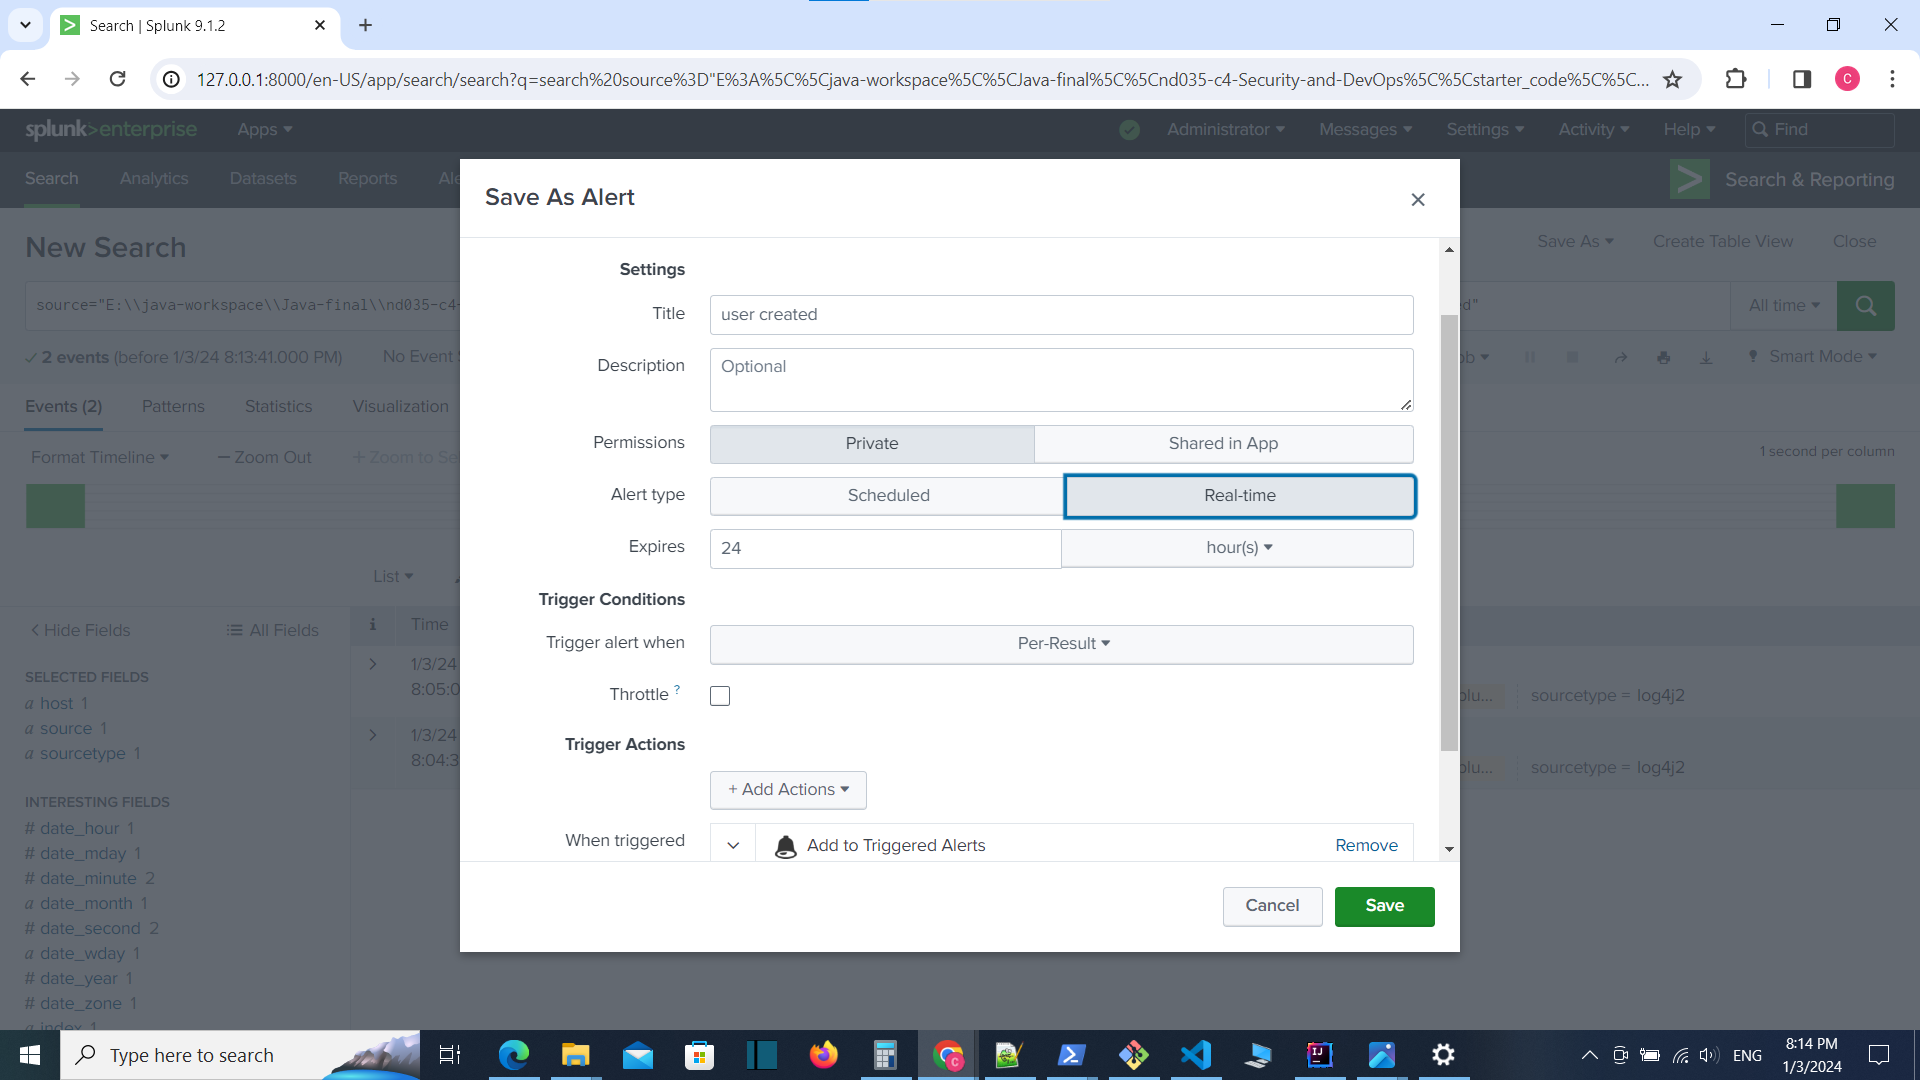 Search | Splunk 9.1.2
127.0.0.1:8000/en-US/app/search/search?q=search%20source%3D"E%3A%5C%5Cjava-workspace%5C%5CJava-final%5C%5Cnd035-c4-Security-and-DevOps%5C%5Cstarter_code%5C%5C...
C
splunk>enterprise Apps Administrator Messages Settings Activity Help Find
Search Analytics Datasets Reports Ale Search & Reporting
Save As Alert
New Search Save As Create Table View Close
source="E:\\java-workspace\\Java-final\\nd035-c4- ed" All time
2 events (before 1/3/24 8:13:41.000 PM) No Event Job Smart Mode
Events (2) Patterns Statistics Visualization
Format Timeline — Zoom Out + Zoom to Se 1 second per column
List
Hide Fields All Fields i Time
SELECTED FIELDS
a host 1
a source 1
a sourcetype 1
INTERESTING FIELDS
# date_hour 1
# date_mday 1
# date_minute 2
a date_month 1
# date_second 2
a date_wday 1
# date_year 1
# date_zone 1
a index 1
1/3/24
8:05:0
plu... sourcetype = log4j2
1/3/24
8:04:3
plu... sourcetype = log4j2
Settings
Title user created
Description Optional
Permissions Private Shared in App
Alert type Scheduled Real-time
Expires 24 hour(s)
Trigger Conditions
Trigger alert when Per-Result
Throttle ?
Trigger Actions
+ Add Actions
When triggered Add to Triggered Alerts Remove
Cancel Save
Type here to search
IJ
ENG
8:14 PM
1/3/2024